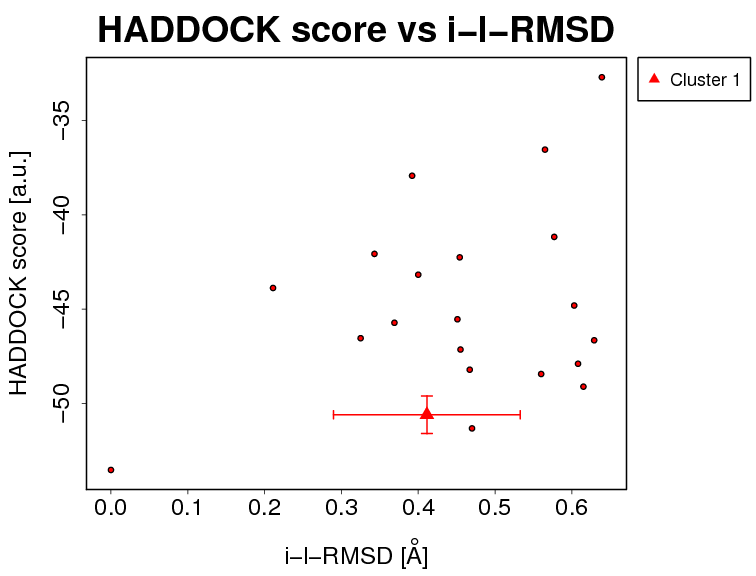 HADDOCK score vs i−l−RMSD
Cluster 1
HADDOCK score [a.u.]
−35
−40
−45
−50
0.0 0.1 0.2 0.3 0.4 0.5 0.6
i−l−RMSD [Å]